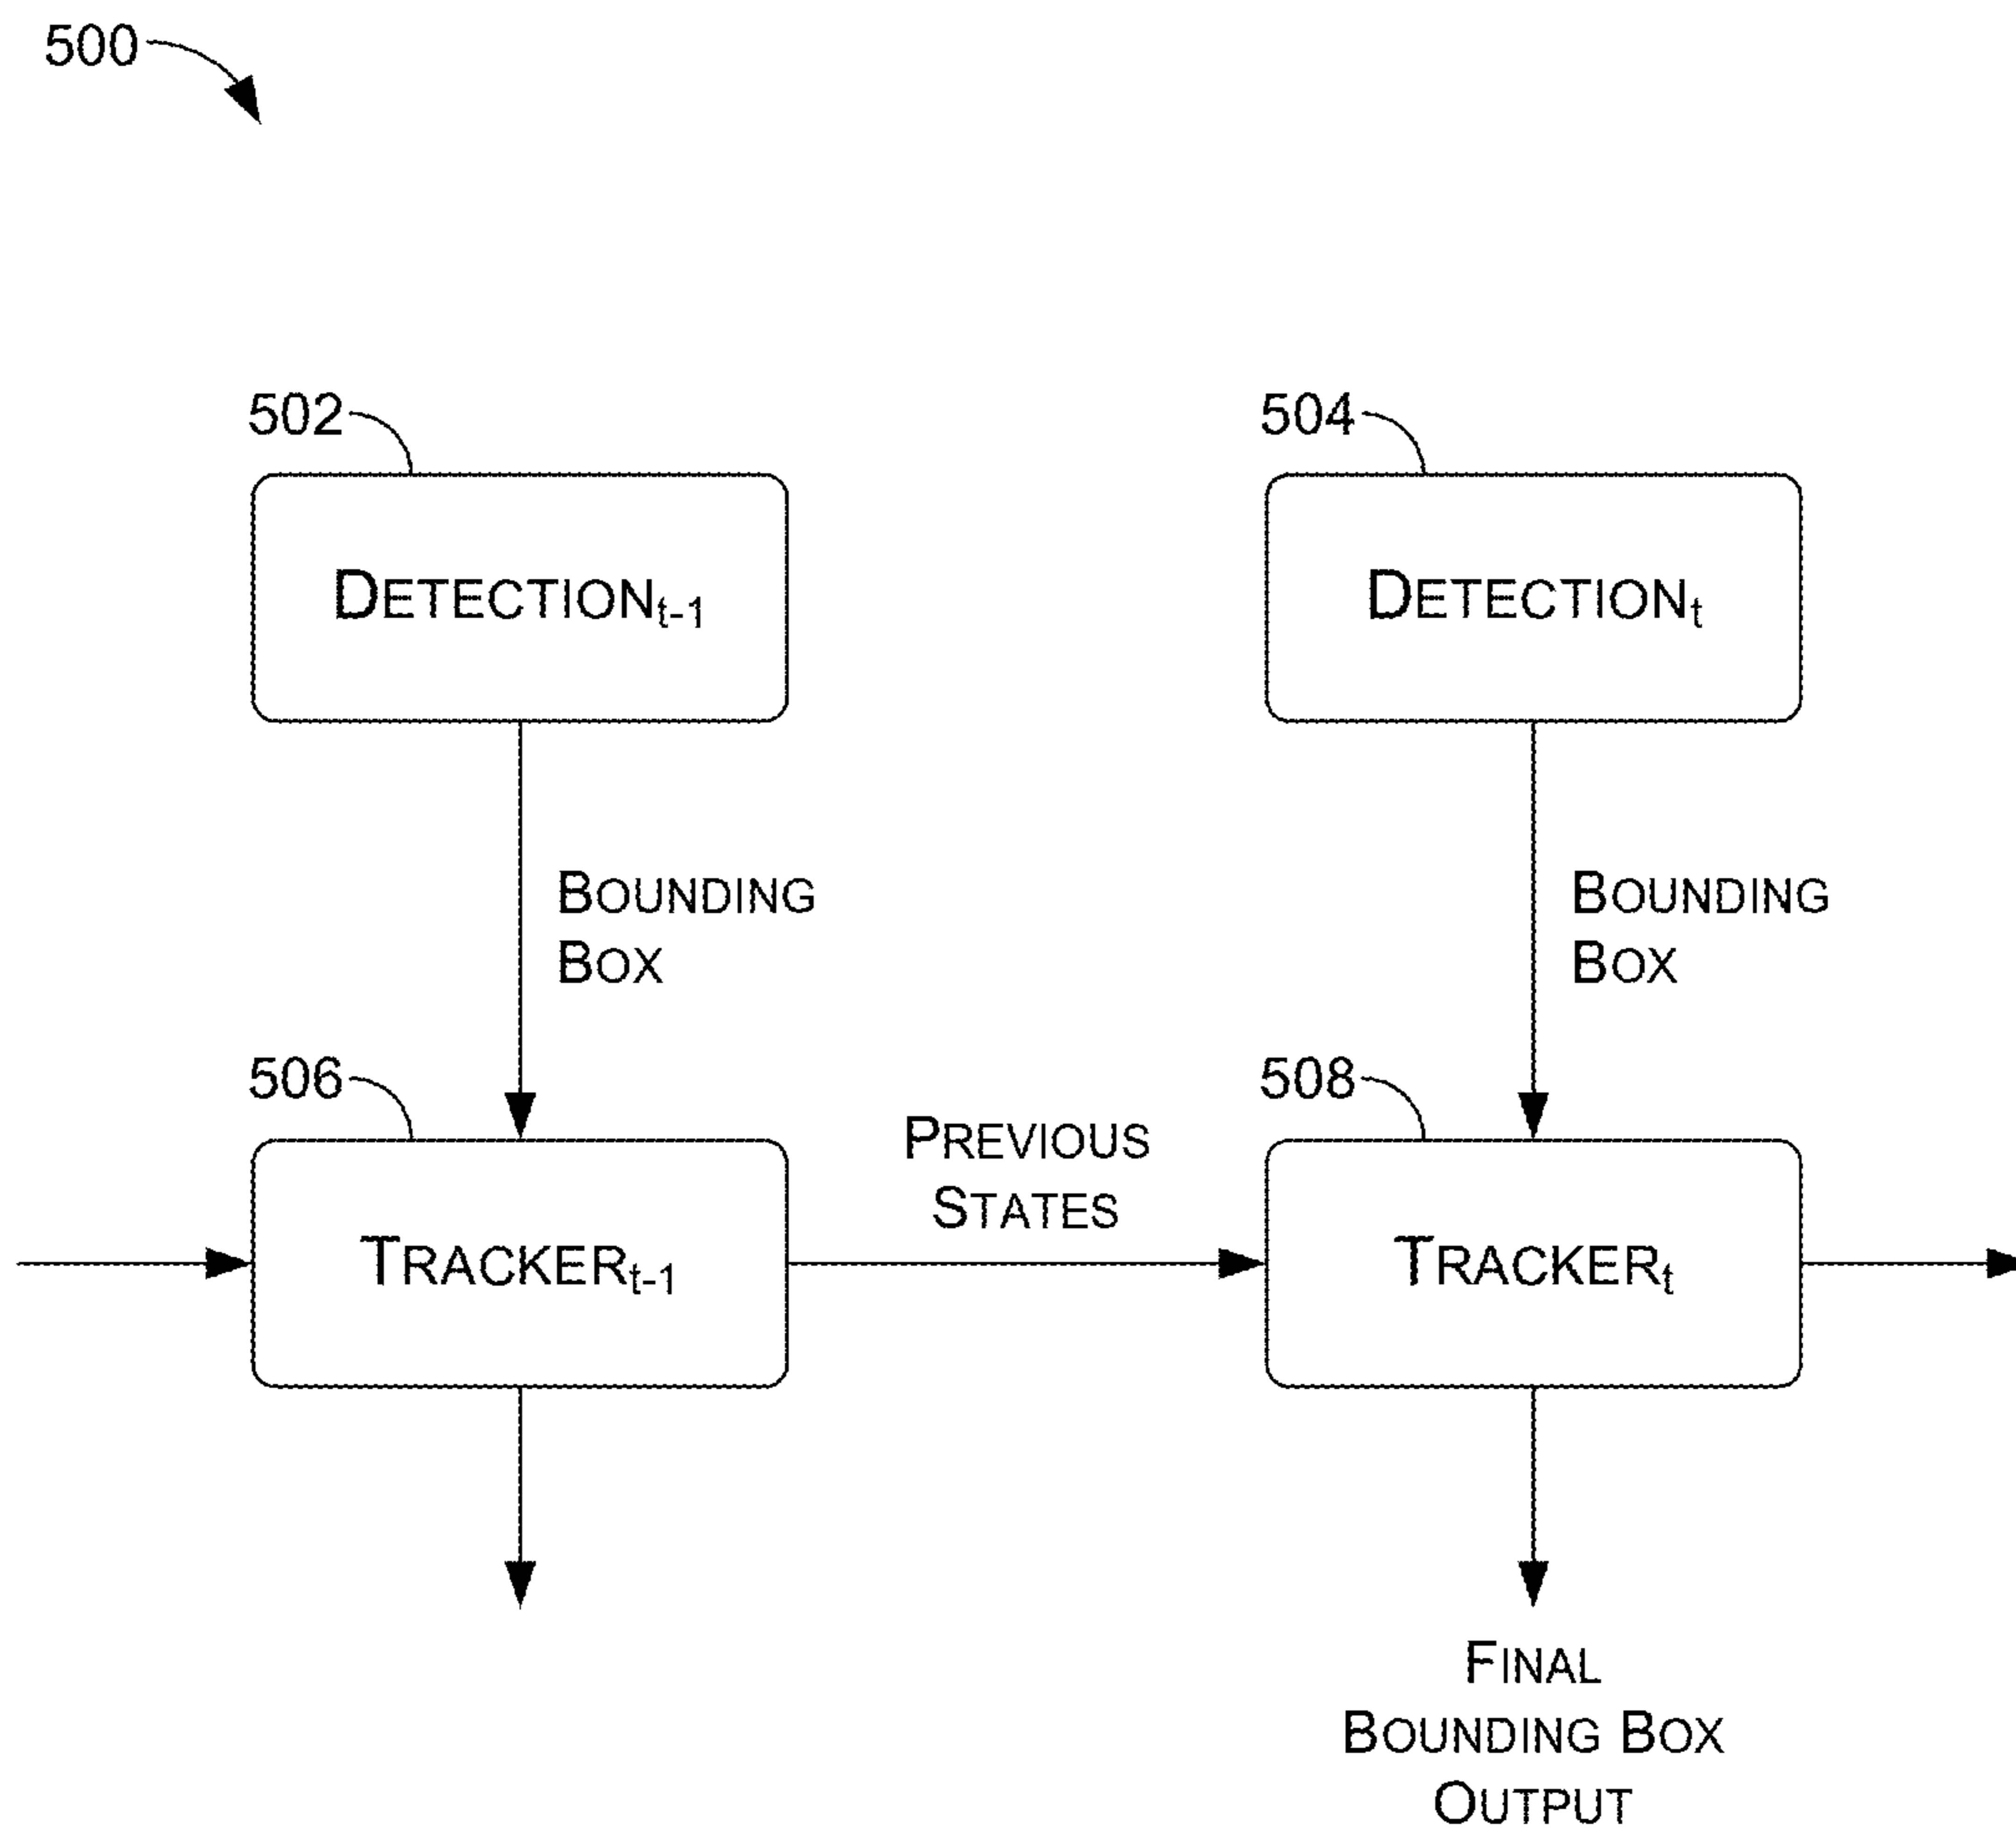 500
502
504
DETECTIONt-1
DETECTIONt
BOUNDING
BOX
BOUNDING
BOX
506
508
PREVIOUS
STATES
TRACKERt-1
TRACKERt
FINAL
BOUNDING BOX
OUTPUT